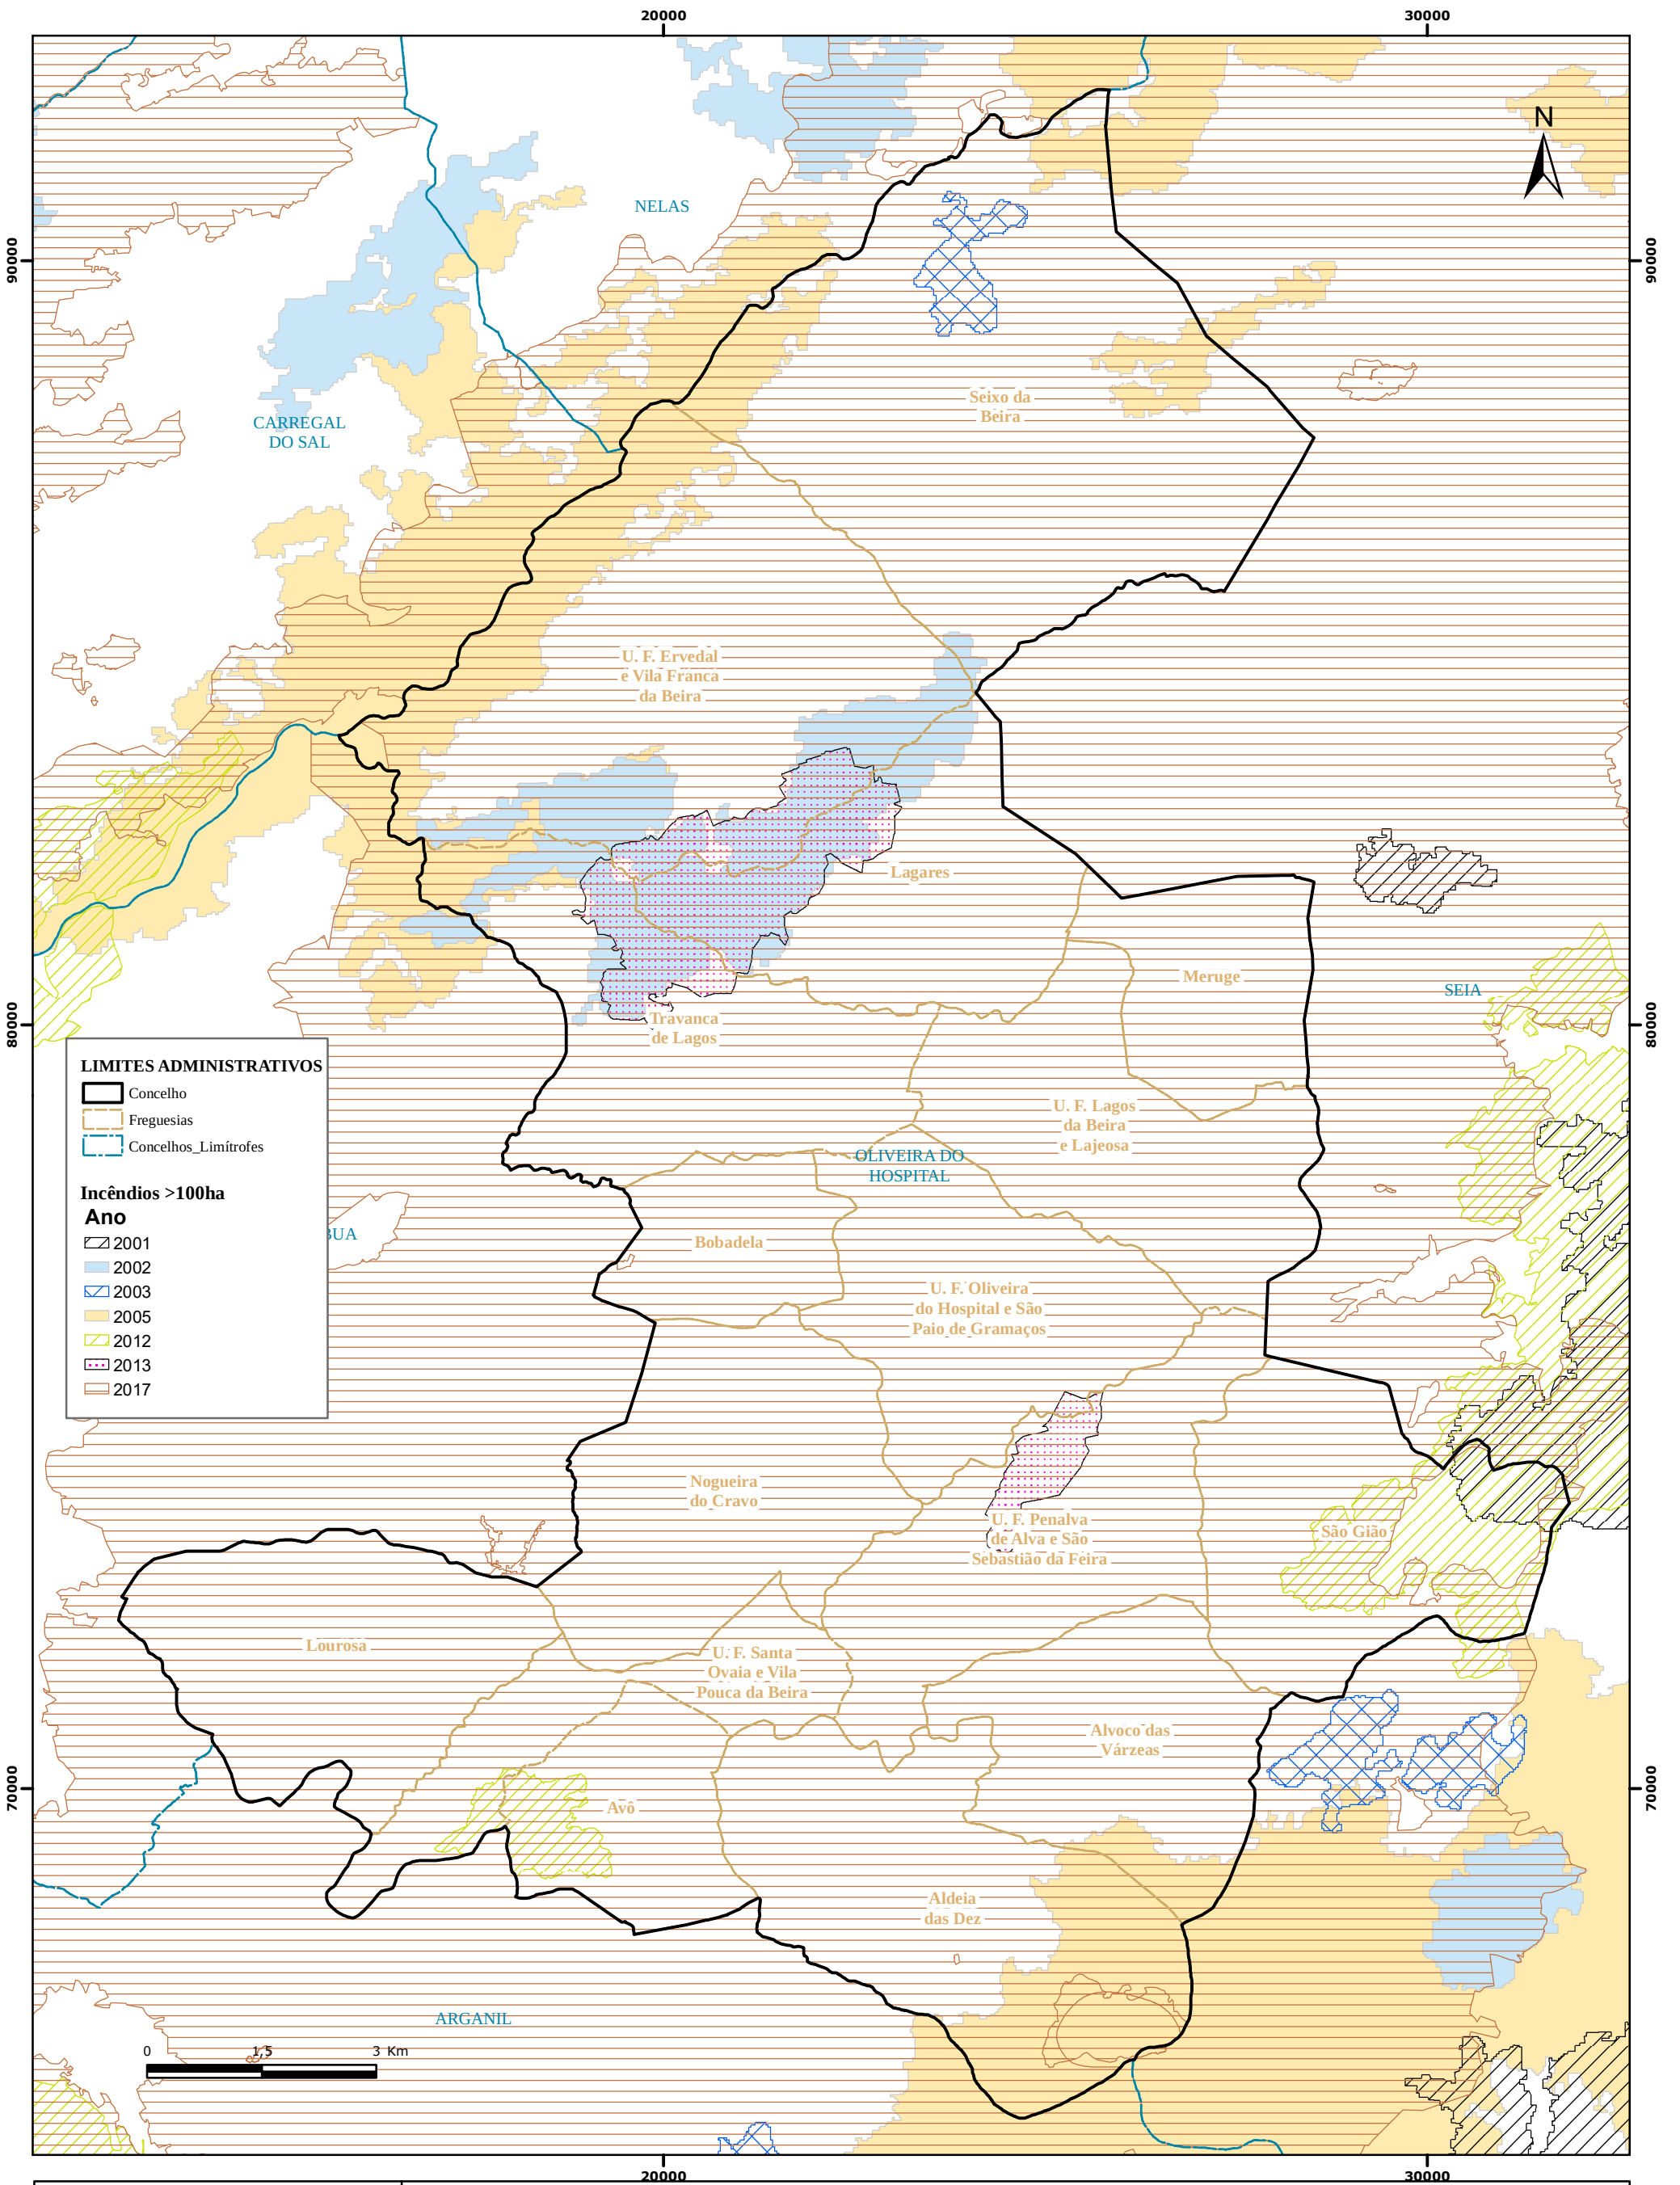 20000
30000
N
90000
90000
NELAS
CARREGAL
DO SAL
Seixo da
Beira
U. F. Ervedal
e Vila Franca
da Beira
Lagares
Meruge
SEIA
80000
80000
Travanca
de Lagos
LIMITES ADMINISTRATIVOS
Concelho
Freguesias
Concelhos_Limítrofes
Incêndios >100ha
Ano
2001
2002
2003
2005
2012
2013
2017
BUA
U. F. Lagos
da Beira
e Lajeosa
OLIVEIRA DO
HOSPITAL
Bobadela
U. F. Oliveira
do Hospital e São
Paio de Gramaços
Nogueira
do Cravo
U. F. Penalva
de Alva e São
Sebastião da Feira
São Gião
Lourosa
U. F. Santa
Ovaia e Vila
Pouca da Beira
Alvoco das
Várzeas
70000
70000
Avô
Aldeia
das Dez
ARGANIL
0 1,5 3 Km
20000
30000